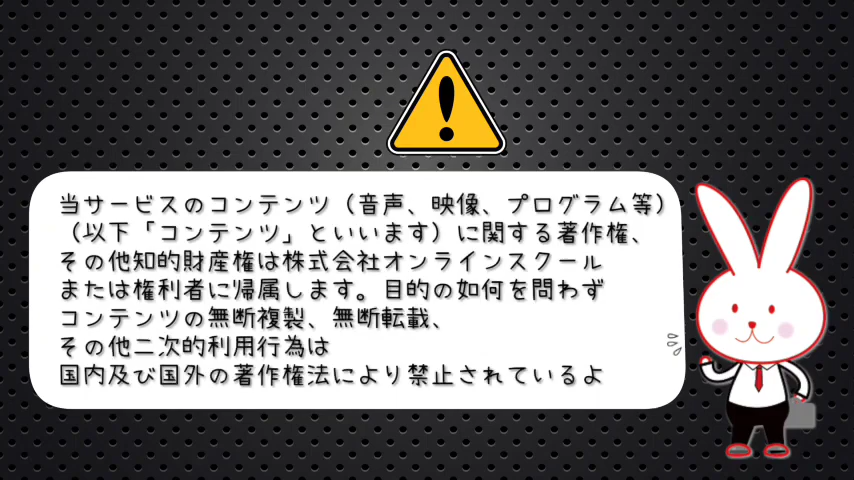 当サービスのコンテンツ（音声、映像、プログラム等）
（以下「コンテンツ」といいます）に関する著作権、
その他知的財産権は株式会社オンラインスクール
または権利者に帰属します。目的の如何を問わず
コンテンツの無断複製、無断転載、
その他二次的利用行為は
国内及び国外の著作権法により禁止されているよ